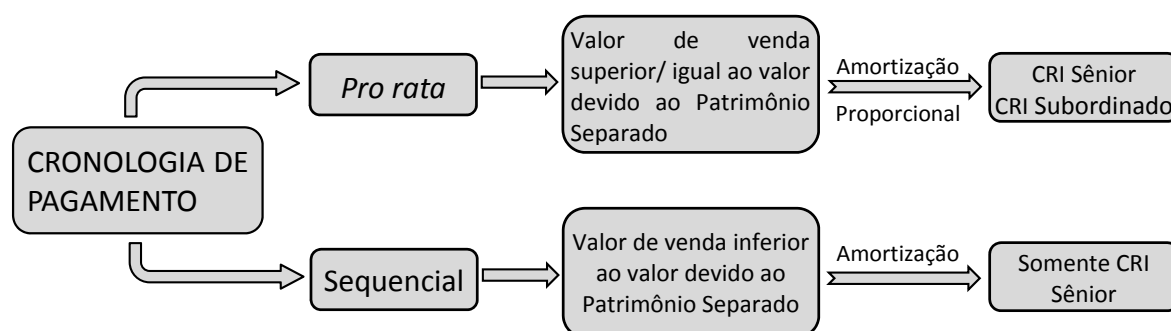 CRONOLOGIA DE
PAGAMENTO
Pro rata
Valor de venda
superior/ igual ao valor
devido ao Patrimônio
Separado
Amortização
Proporcional
CRI Sênior
CRI Subordinado
Sequencial
Valor de venda inferior
ao valor devido ao
Patrimônio Separado
Amortização
Somente CRI
Sênior